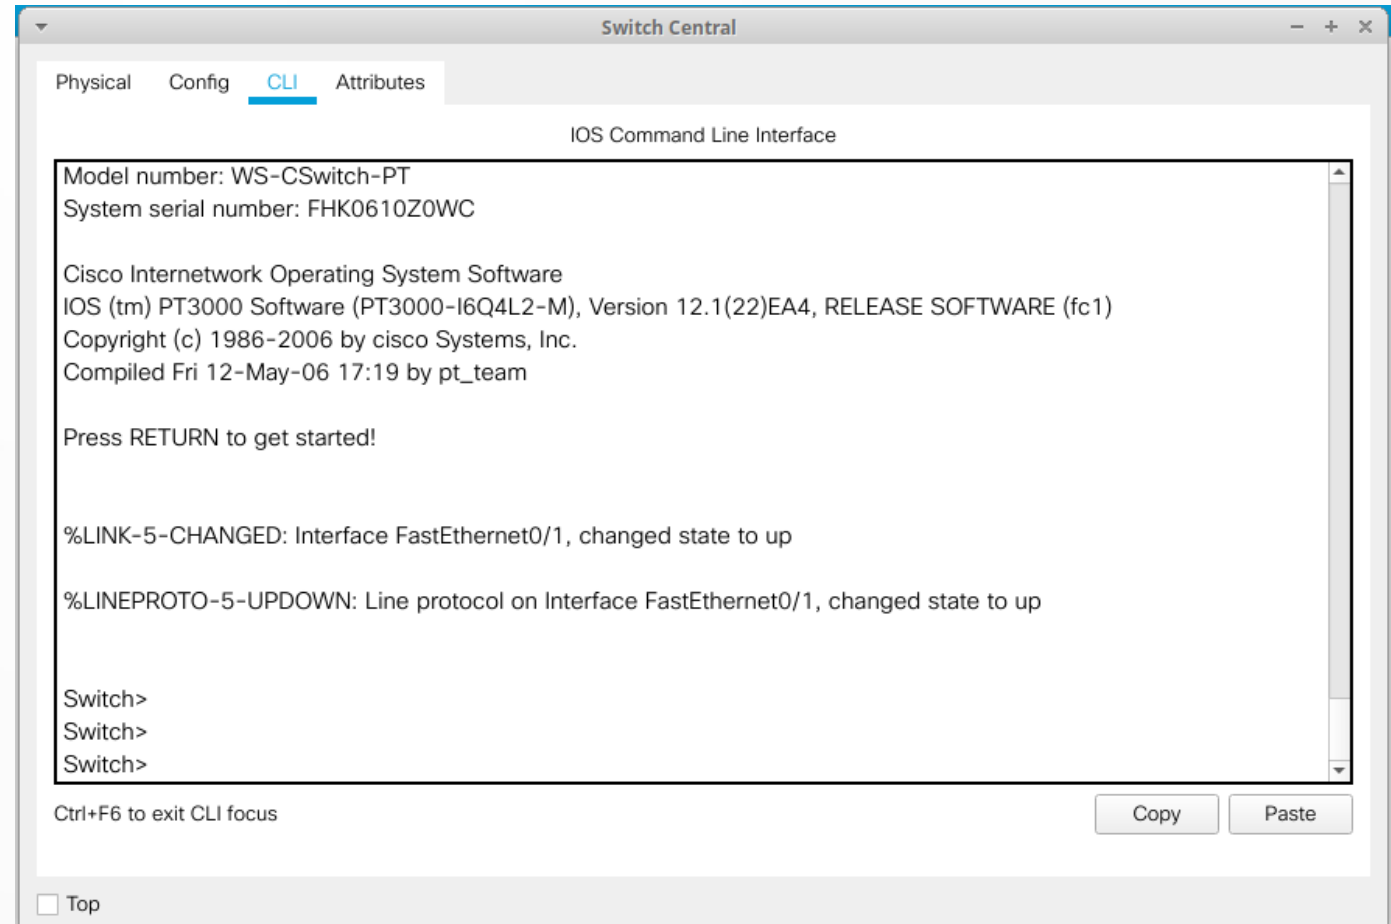 Switch Central
Physical Config CLI Attributes
IOS Command Line Interface
Model number: WS-CSwitch-PT
System serial number: FHK0610Z0WC
Cisco Internetwork Operating System Software
IOS (tm) PT3000 Software (PT3000-I6Q4L2-M), Version 12.1(22)EA4, RELEASE SOFTWARE (fc1)
Copyright (c) 1986-2006 by cisco Systems, Inc.
Compiled Fri 12-May-06 17:19 by pt_team
Press RETURN to get started!
%LINK-5-CHANGED: Interface FastEthernet0/1, changed state to up
%LINEPROTO-5-UPDOWN: Line protocol on Interface FastEthernet0/1, changed state to up
Switch>
Switch>
Switch>
Ctrl+F6 to exit CLI focus
Copy Paste
Top